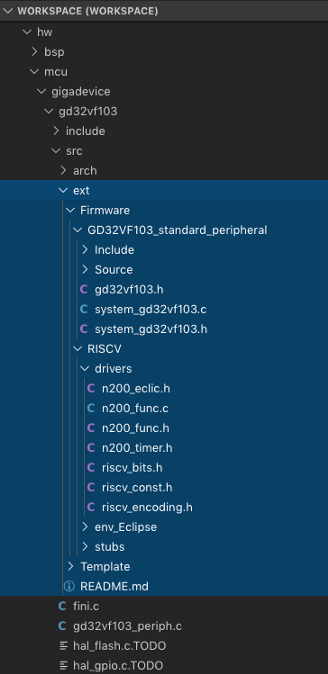 WORKSPACE (WORKSPACE)
hw
bsp
mcu
gigadevice
gd32vf103
include
src
arch
ext
Firmware
GD32VF103_standard_peripheral
Include
Source
C gd32vf103.h
C system_gd32vf103.c
C system_gd32vf103.h
RISCV
drivers
C n200_eclic.h
C n200_func.c
C n200_func.h
C n200_timer.h
C riscv_bits.h
C riscv_const.h
C riscv_encoding.h
env_Eclipse
stubs
Template
README.md
C fini.c
C gd32vf103_periph.c
hal_flash.c.TODO
hal_gpio.c.TODO